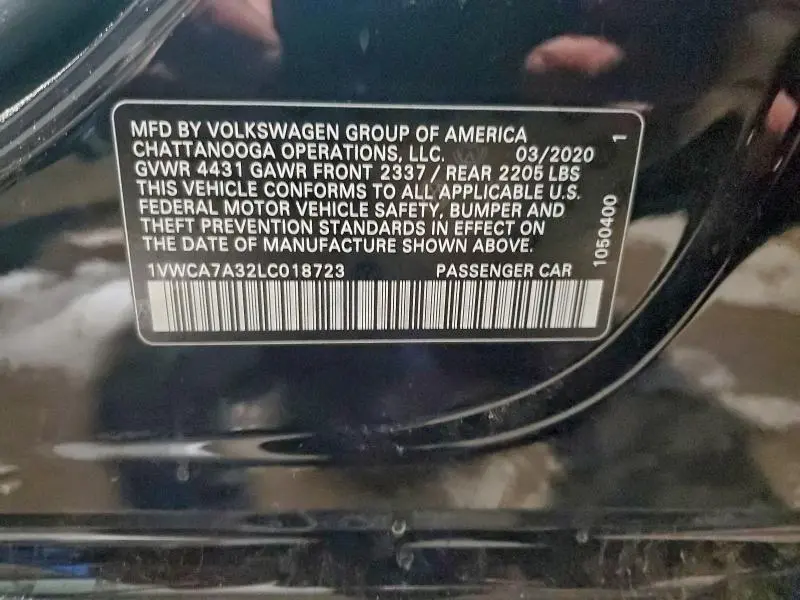 MFD BY VOLKSWAGEN GROUP OF AMERICA
CHATTANOOGA OPERATIONS, LLC. 03/2020
GVWR 4431 GAWR FRONT 2337 / REAR 2205 LBS
THIS VEHICLE CONFORMS TO ALL APPLICABLE U.S.
FEDERAL MOTOR VEHICLE SAFETY, BUMPER AND
THEFT PREVENTION STANDARDS IN EFFECT ON
THE DATE OF MANUFACTURE SHOWN ABOVE.
1VWCA7A32LC018723 PASSENGER CAR
1050400 1